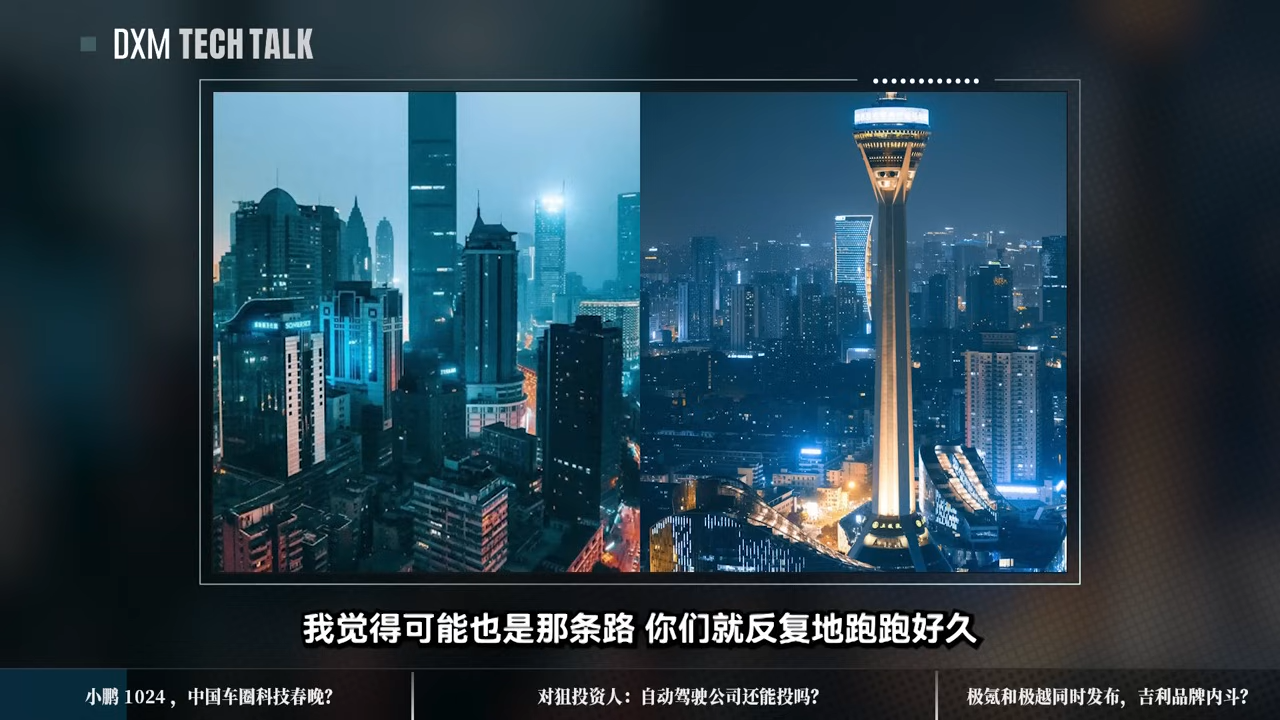 DXM TECH TALK
SOMERSET
我觉得可能也是那条路 你们就反复地跑跑好久
小鹏 1024 ，中国车圈科技春晚？
对狙投资人：自动驾驶公司还能投吗？
极氪和极越同时发布，吉利品牌内斗？